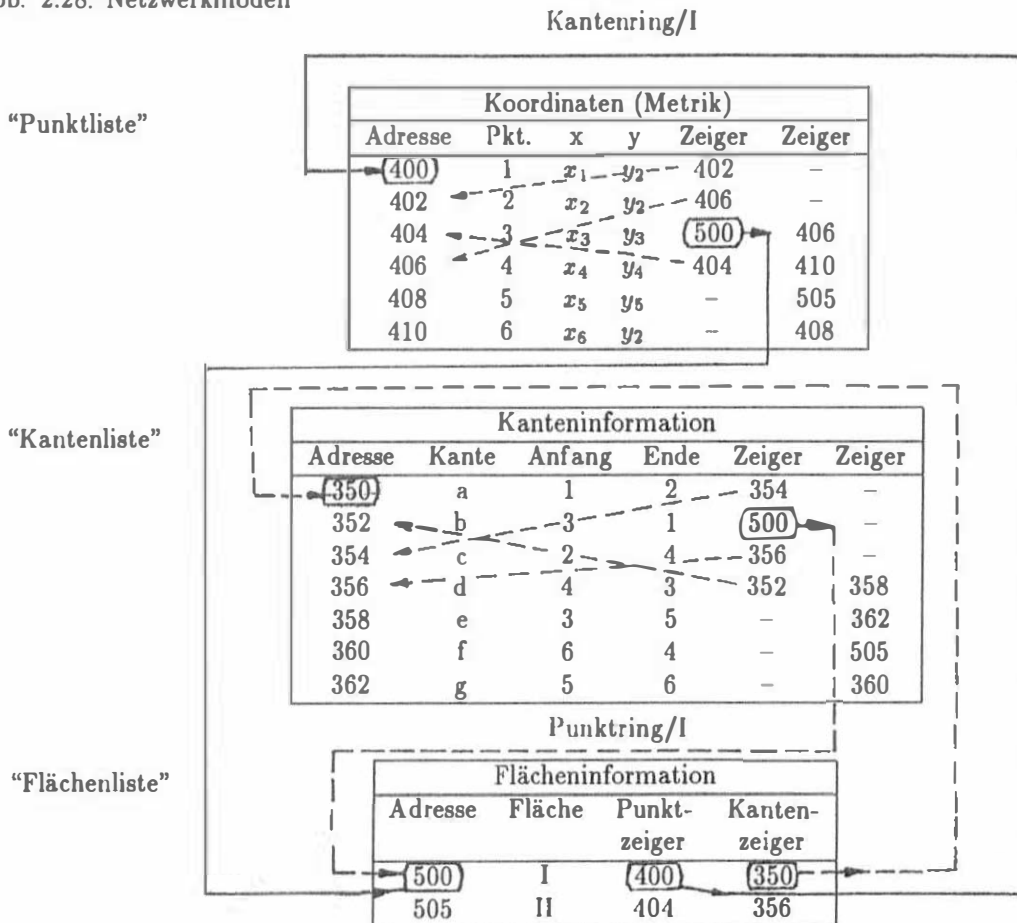 Abb. 2.28. Netzwerkmodell
Kantenring/I
“Punktliste”
Koordinaten (Metrik)
Adresse Pkt. x y Zeiger Zeiger
400 1 x₁ y₂ 402 –
402 2 x₂ y₂ 406 –
404 3 x₃ y₃ 500 406
406 4 x₄ y₄ 404 410
408 5 x₅ y₅ – 505
410 6 x₆ y₂ – 408
“Kantenliste”
Kanteninformation
Adresse Kante Anfang Ende Zeiger Zeiger
350 a 1 2 354 –
352 b 3 1 500 –
354 c 2 4 356 –
356 d 4 3 352 358
358 e 3 5 – 362
360 f 6 4 – 505
362 g 5 6 – 360
Punktring/I
“Flächenliste”
Flächeninformation
Adresse Fläche Punkt- Kanten-
zeiger zeiger
500 I 400 350
505 II 404 356